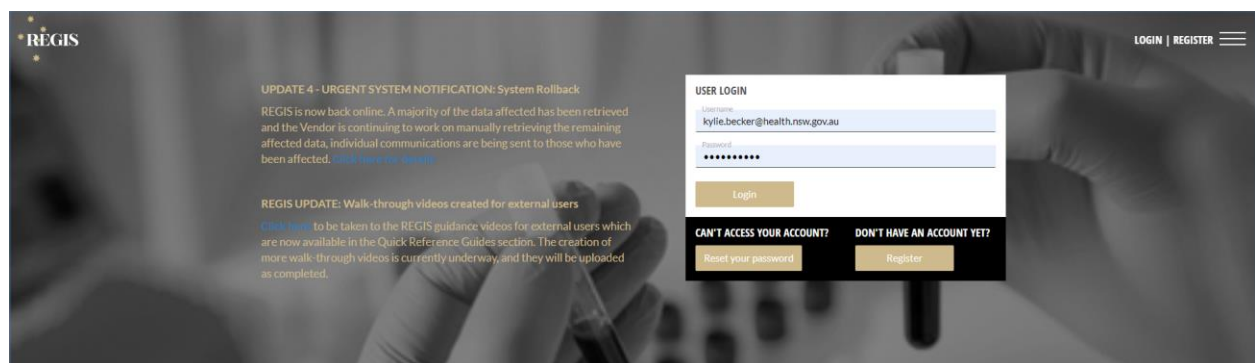 REGIS
LOGIN | REGISTER
UPDATE 4 - URGENT SYSTEM NOTIFICATION: System Rollback
REGIS is now back online. A majority of the data affected has been retrieved
and the Vendor is continuing to work on manually retrieving the remaining
affected data, individual communications are being sent to those who have
been affected. Click here for details
REGIS UPDATE: Walk-through videos created for external users
Click here to be taken to the REGIS guidance videos for external users which
are now available in the Quick Reference Guides section. The creation of
more walk-through videos is currently underway, and they will be uploaded
as completed.
USER LOGIN
Username
kylie.becker@health.nsw.gov.au
Password
••••••••••
Login
CAN'T ACCESS YOUR ACCOUNT?
Reset your password
DON'T HAVE AN ACCOUNT YET?
Register